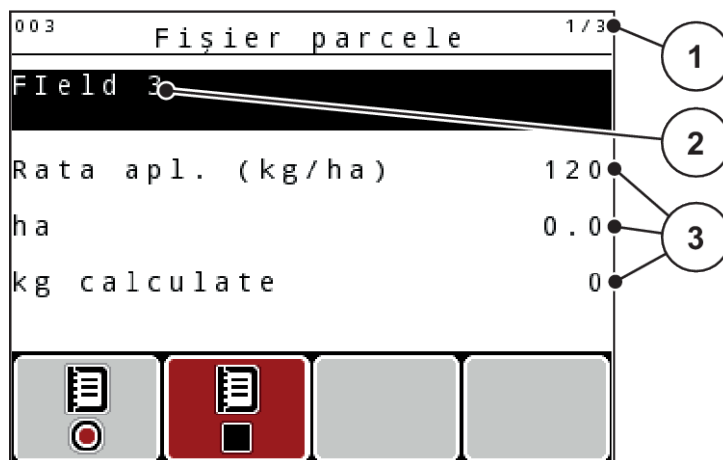 003 Fișier parcele 1/3
FIeld 3
Rata apl. (kg/ha) 120
ha 0.0
kg calculate 0
1
2
3